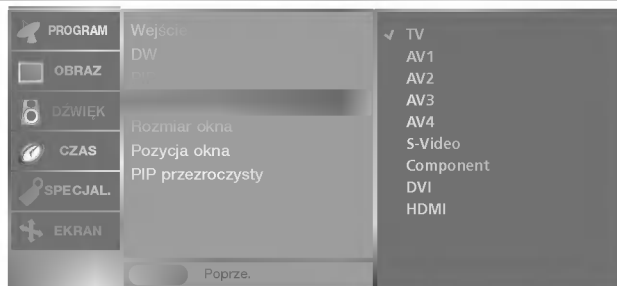 PROGRAM
OBRAZ
DŹWIĘK
CZAS
SPECJAL.
EKRAN
Wejście
DW
Rozmiar okna
Pozycja okna
PIP przezroczysty
Poprze.
✓ TV
AV1
AV2
AV3
AV4
S-Video
Component
DVI
HDMI